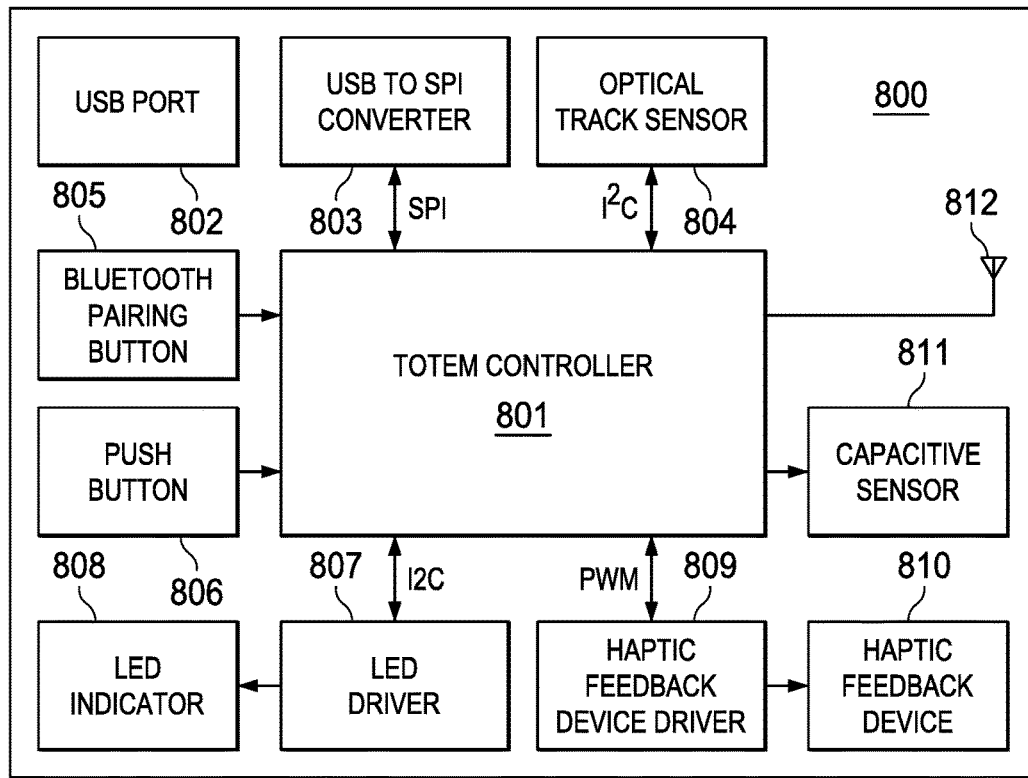 USB PORT
USB TO SPI
CONVERTER
OPTICAL
TRACK SENSOR
800
805
802
803
SPI
I²C
804
812
BLUETOOTH
PAIRING
BUTTON
TOTEM CONTROLLER
801
811
PUSH
BUTTON
CAPACITIVE
SENSOR
808
806
807
I2C
PWM
809
810
LED
INDICATOR
LED
DRIVER
HAPTIC
FEEDBACK
DEVICE DRIVER
HAPTIC
FEEDBACK
DEVICE